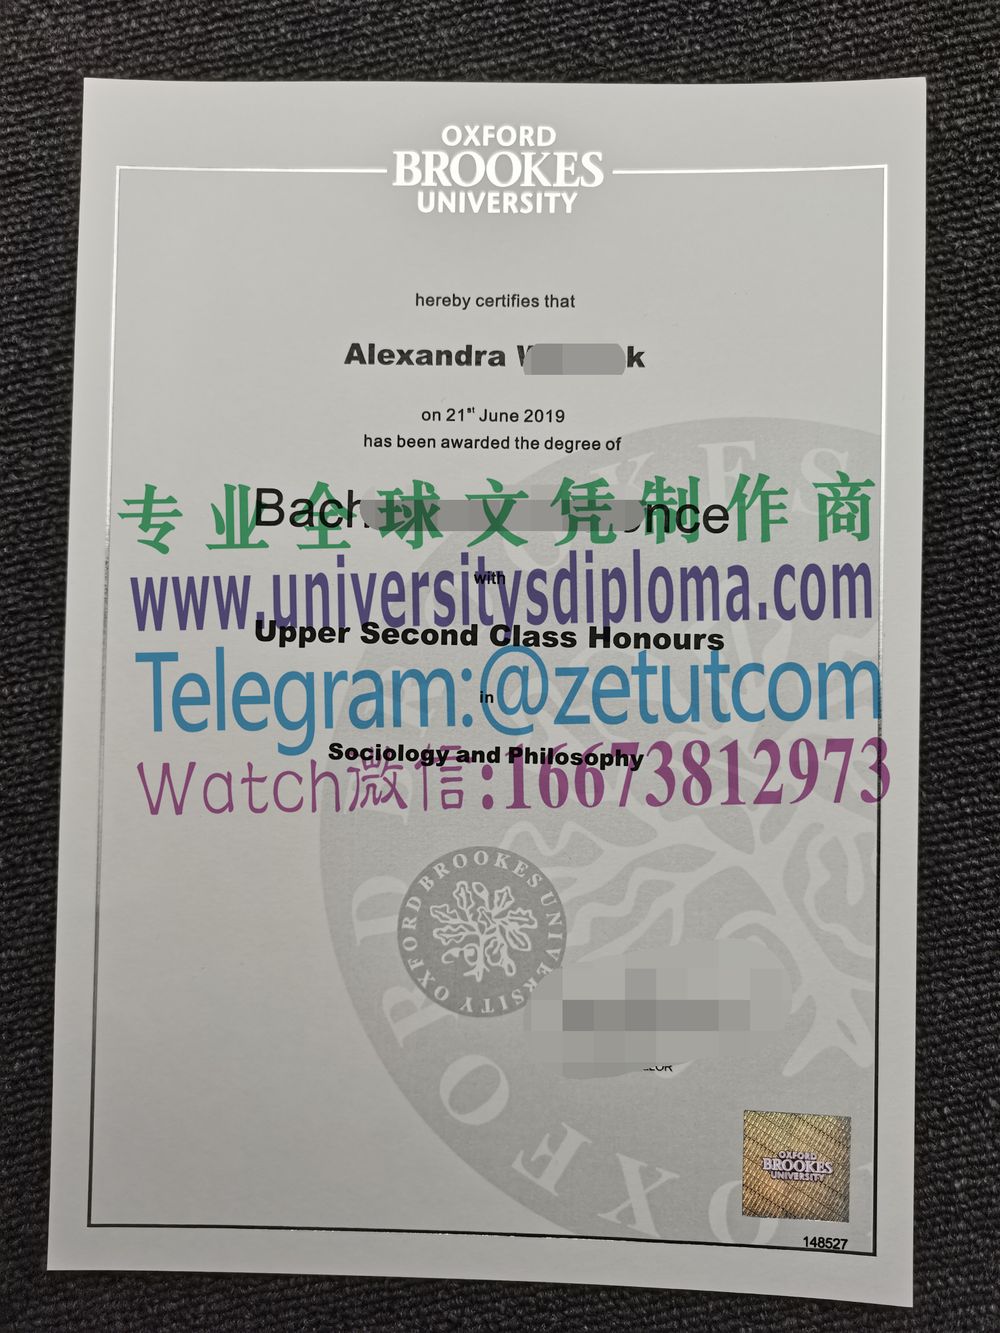 OXFORD
BROOKES
UNIVERSITY
hereby certifies that
Alexandra
on 21st June 2019
has been awarded the degree of
专业全球文凭制作商
www.universitysdiploma.com
with
Upper Second Class Honours
Telegram:@zetutcom
in
Sociology and Philosophy
Watch微信:16673812973
OXFORD BROOKES UNIVERSITY
OXFORD
BROOKES
UNIVERSITY
148527